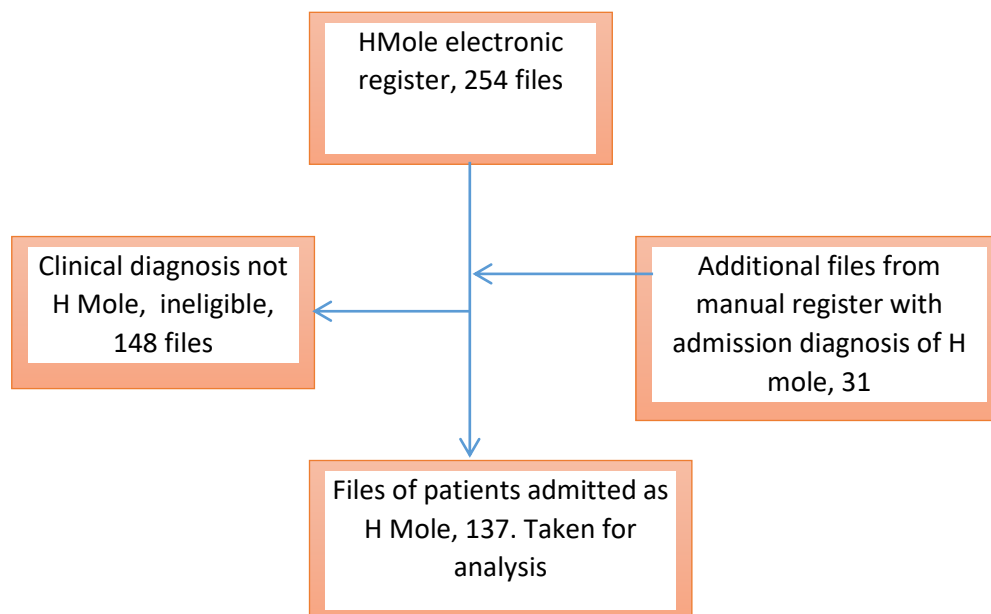 HMole electronic
register, 254 files
Clinical diagnosis not
H Mole,  ineligible,
148 files
Additional files from
manual register with
admission diagnosis of H
mole, 31
Files of patients admitted as
H Mole, 137. Taken for
analysis